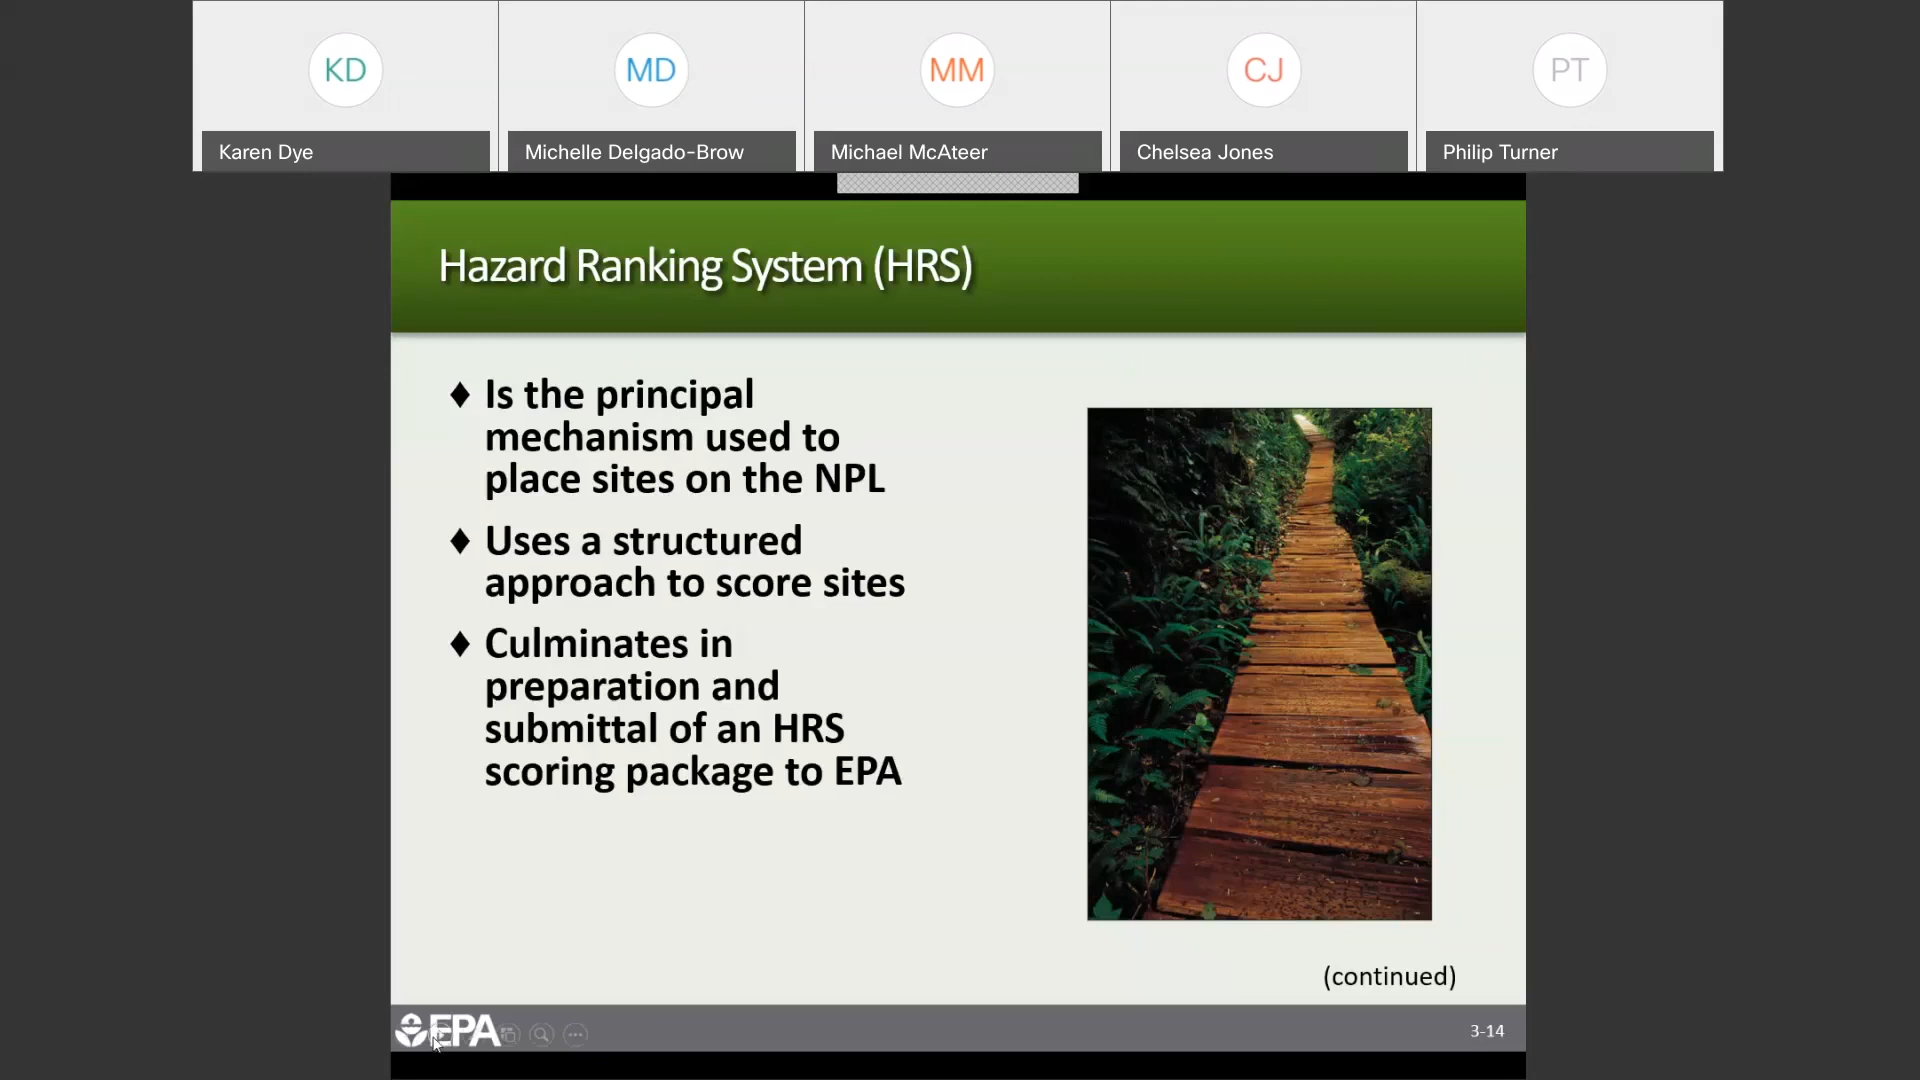 KD
MD
MM
CJ
PT
Karen Dye
Michelle Delgado-Brow
Michael McAteer
Chelsea Jones
Philip Turner
Hazard Ranking System (HRS)
♦ Is the principal
mechanism used to
place sites on the NPL
♦ Uses a structured
approach to score sites
♦ Culminates in
preparation and
submittal of an HRS
scoring package to EPA
(continued)
EPA
3-14